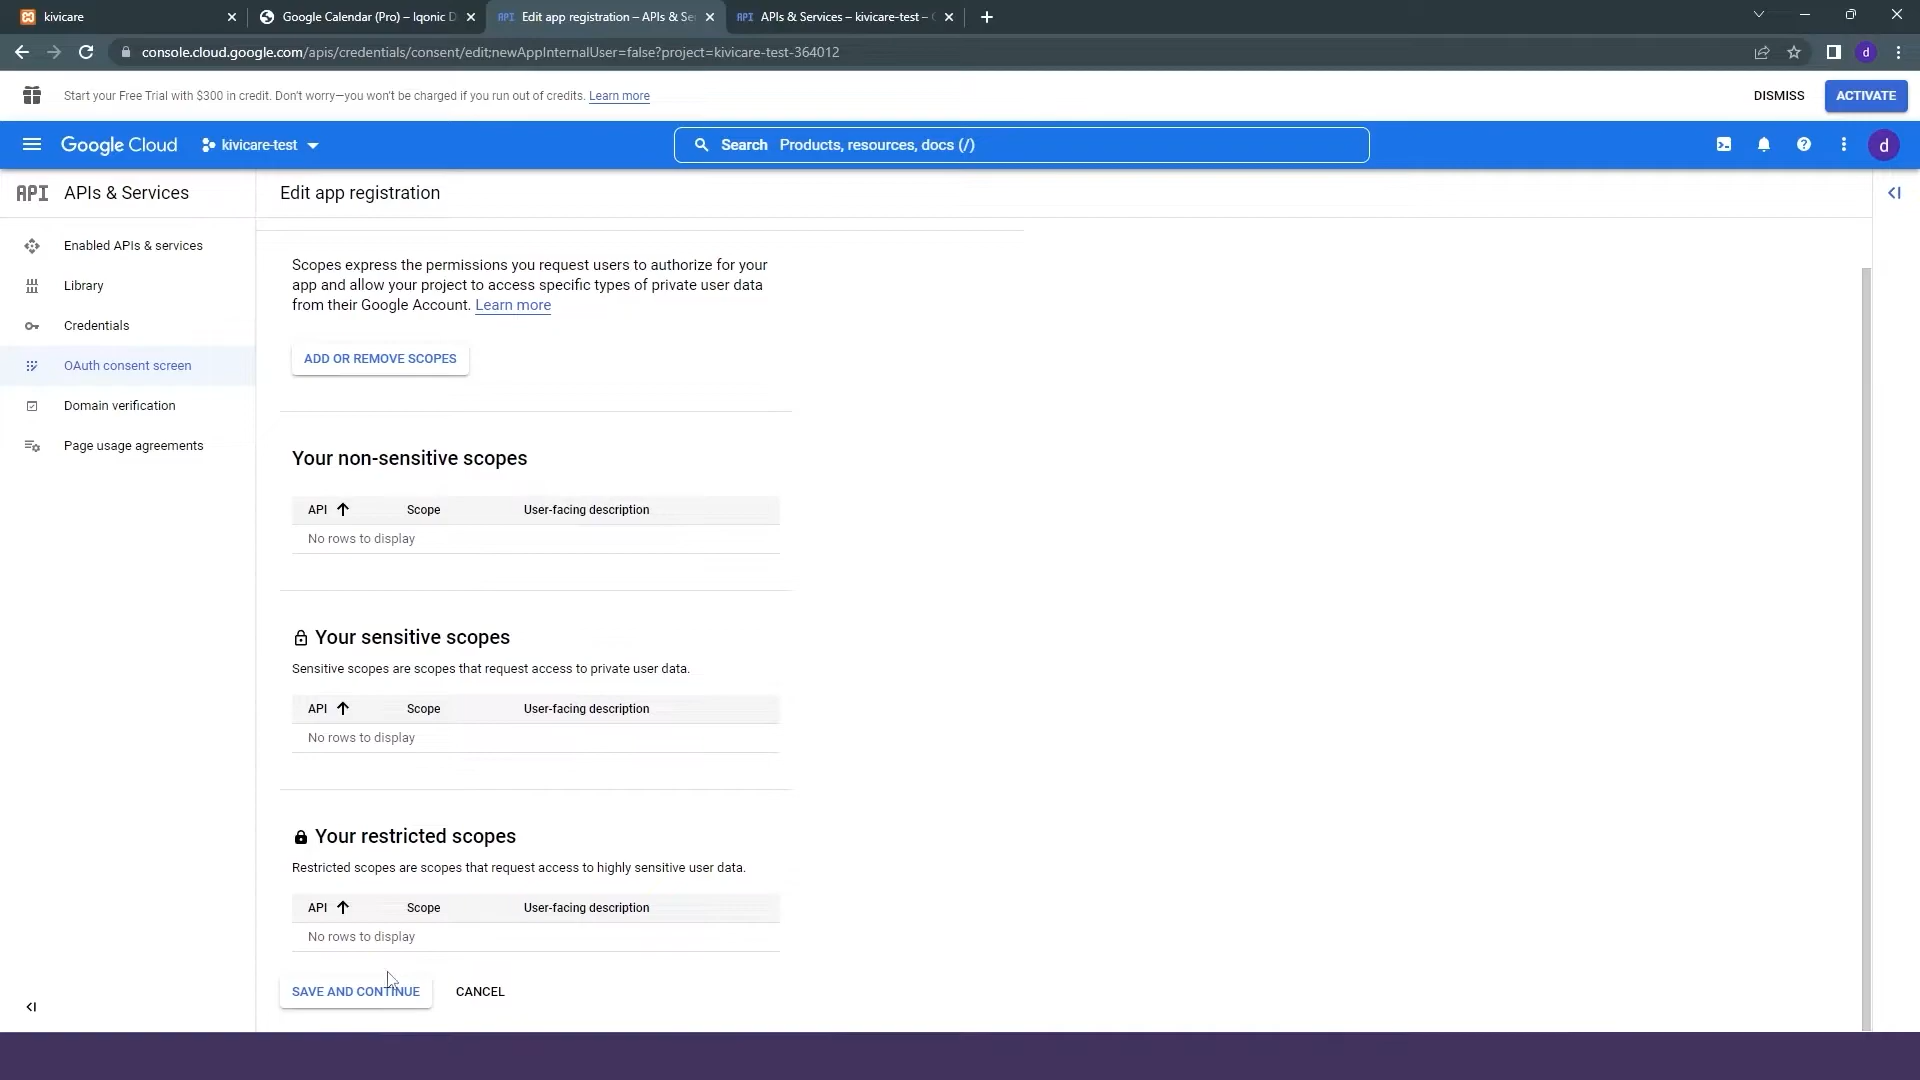 kivicare
Google Calendar (Pro) – Iqonic D
API Edit app registration – APIs & Se
API APIs & Services – kivicare-test –
console.cloud.google.com/apis/credentials/consent/edit;newAppInternalUser=false?project=kivicare-test-364012
d
Start your Free Trial with $300 in credit. Don't worry—you won't be charged if you run out of credits. Learn more
DISMISS
ACTIVATE
Google Cloud
kivicare-test
Search Products, resources, docs (/)
d
API APIs & Services
Edit app registration
Enabled APIs & services
Library
Credentials
OAuth consent screen
Domain verification
Page usage agreements
Scopes express the permissions you request users to authorize for your
app and allow your project to access specific types of private user data
from their Google Account. Learn more
ADD OR REMOVE SCOPES
Your non-sensitive scopes
API Scope User-facing description
No rows to display
Your sensitive scopes
Sensitive scopes are scopes that request access to private user data.
API Scope User-facing description
No rows to display
Your restricted scopes
Restricted scopes are scopes that request access to highly sensitive user data.
API Scope User-facing description
No rows to display
SAVE AND CONTINUE
CANCEL